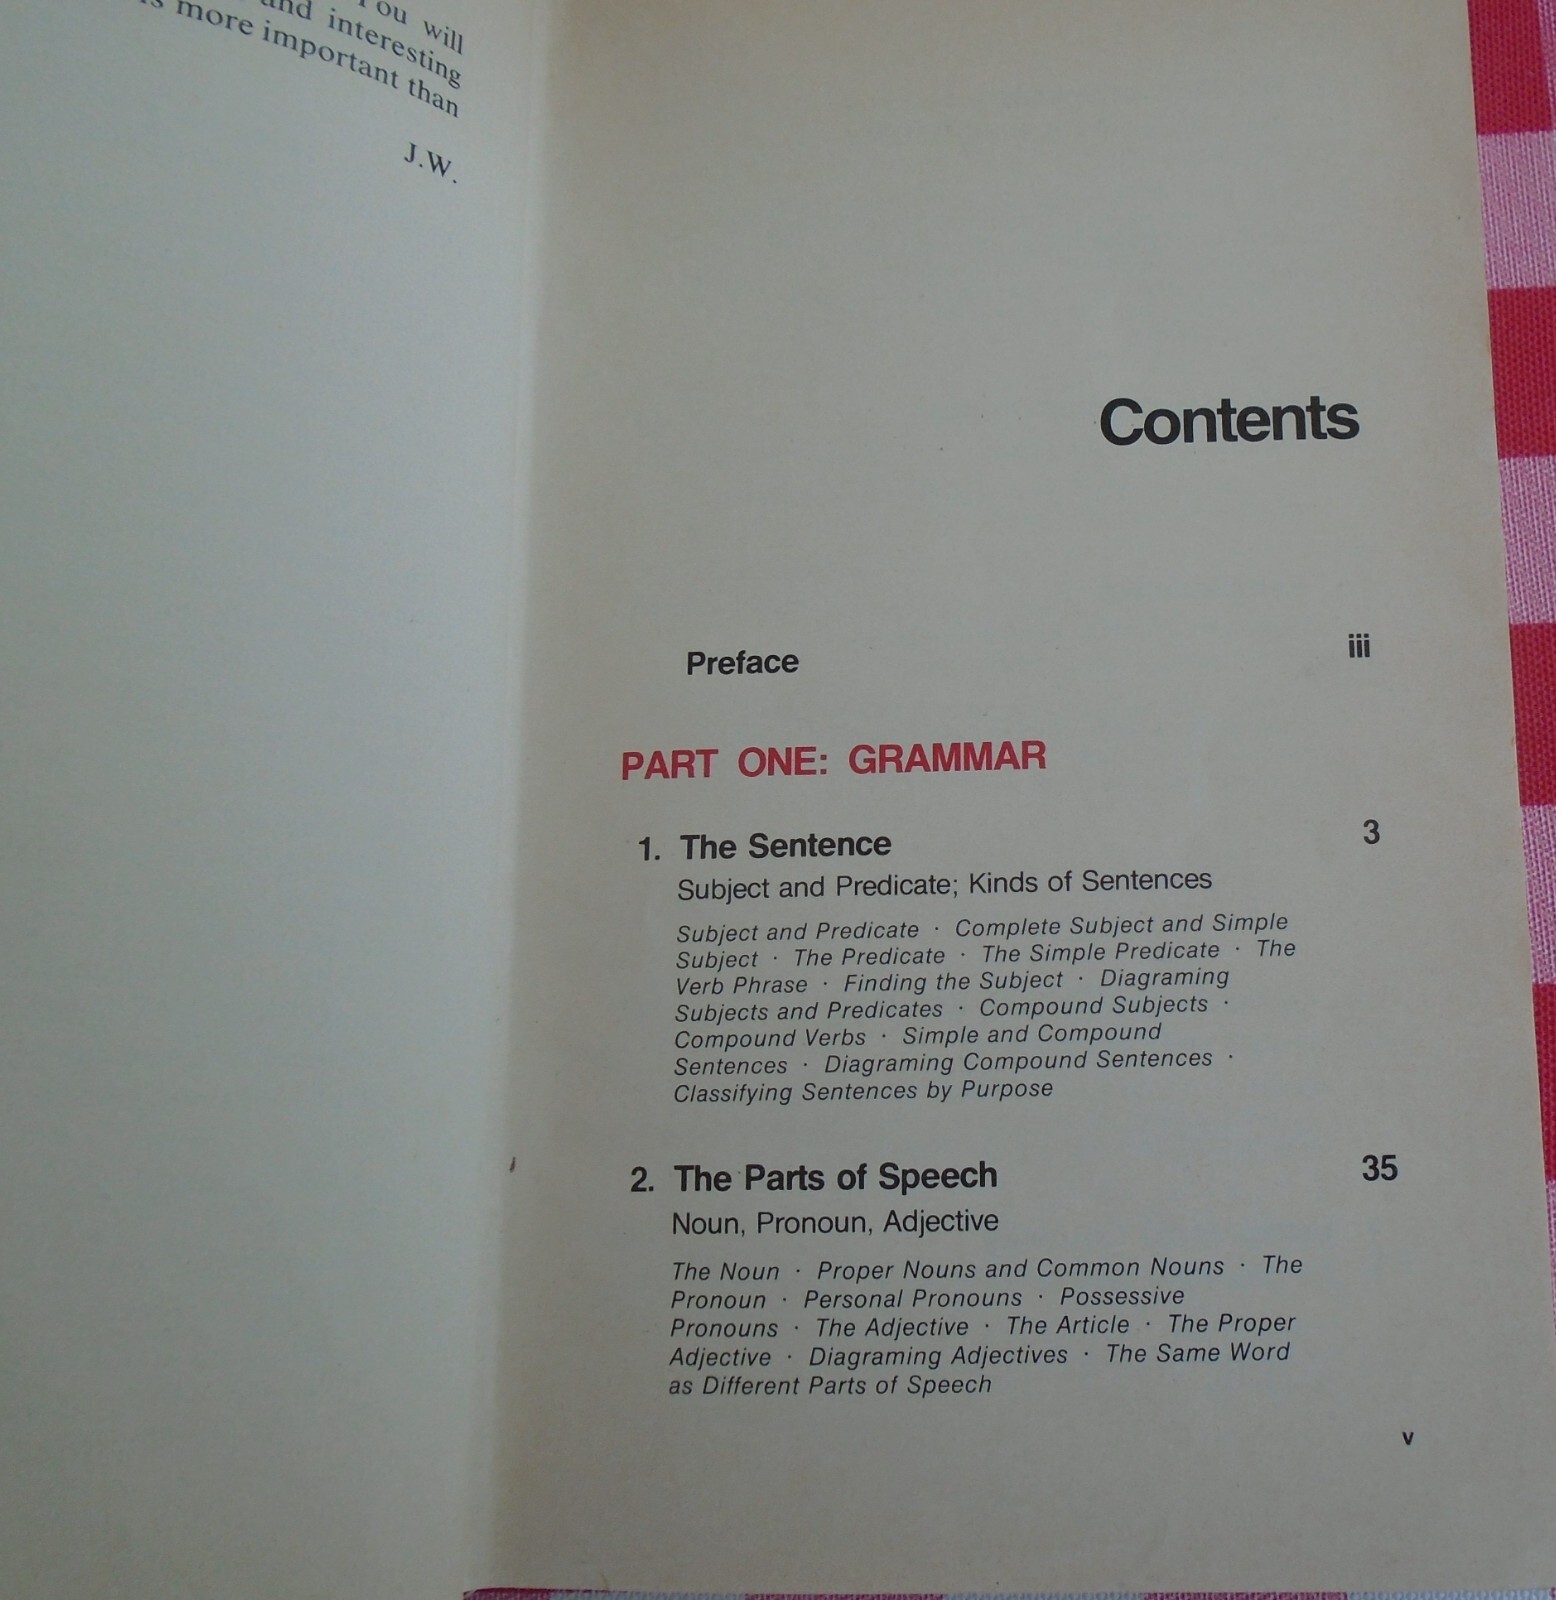 You will
and interesting
is more important than
J.W.
Contents
Preface iii
PART ONE: GRAMMAR
1. The Sentence 3
Subject and Predicate; Kinds of Sentences
Subject and Predicate · Complete Subject and Simple
Subject · The Predicate · The Simple Predicate · The
Verb Phrase · Finding the Subject · Diagraming
Subjects and Predicates · Compound Subjects ·
Compound Verbs · Simple and Compound
Sentences · Diagraming Compound Sentences ·
Classifying Sentences by Purpose
2. The Parts of Speech 35
Noun, Pronoun, Adjective
The Noun · Proper Nouns and Common Nouns · The
Pronoun · Personal Pronouns · Possessive
Pronouns · The Adjective · The Article · The Proper
Adjective · Diagraming Adjectives · The Same Word
as Different Parts of Speech
v